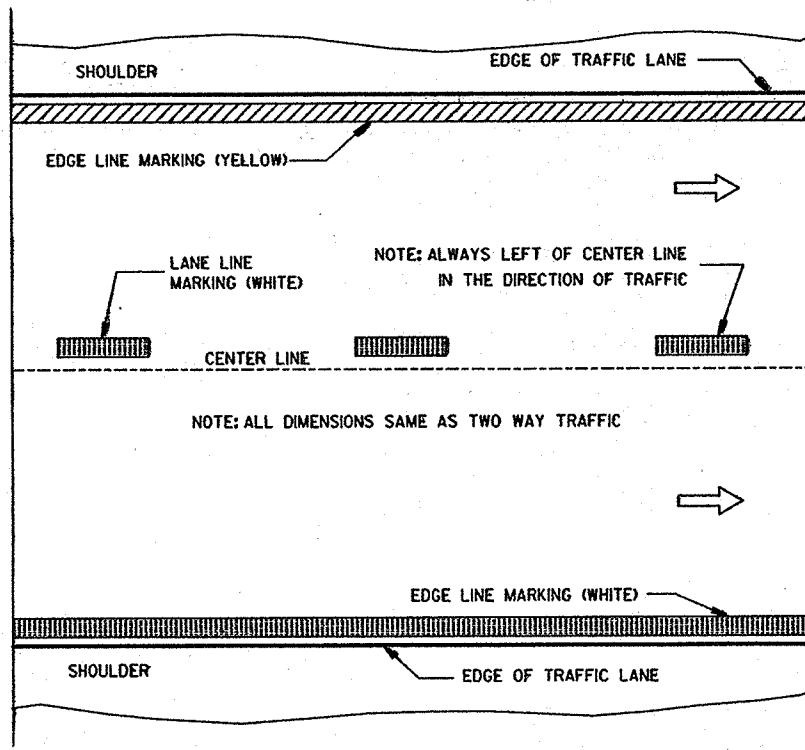 EDGE OF TRAFFIC LANE
SHOULDER
EDGE LINE MARKING (YELLOW)
LANE LINE
MARKING (WHITE)
NOTE: ALWAYS LEFT OF CENTER LINE
IN THE DIRECTION OF TRAFFIC
CENTER LINE
NOTE: ALL DIMENSIONS SAME AS TWO WAY TRAFFIC
EDGE LINE MARKING (WHITE)
SHOULDER
EDGE OF TRAFFIC LANE